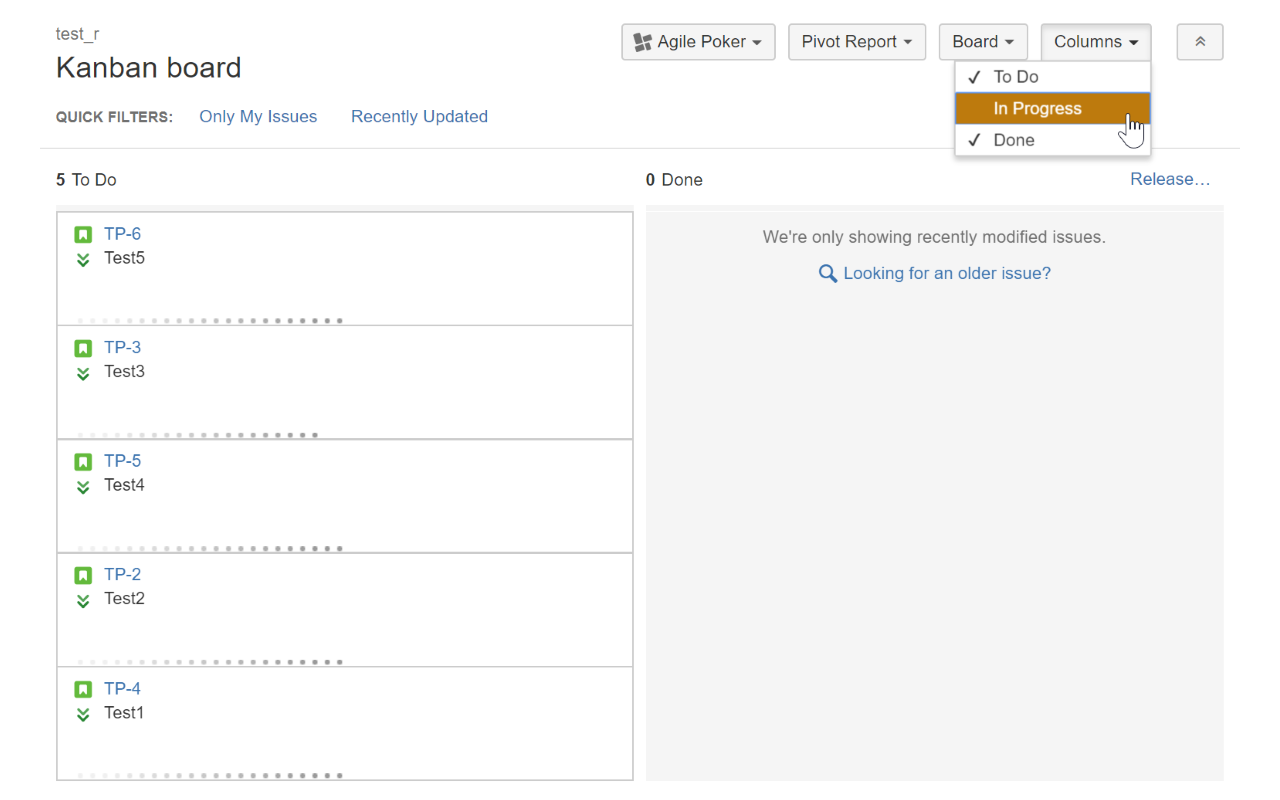 test_r
Kanban board
Agile Poker
Pivot Report
Board
Columns
To Do
In Progress
Done
QUICK FILTERS: Only My Issues Recently Updated
5 To Do
0 Done
Release…
TP-6
Test5
TP-3
Test3
TP-5
Test4
TP-2
Test2
TP-4
Test1
We're only showing recently modified issues.
Looking for an older issue?